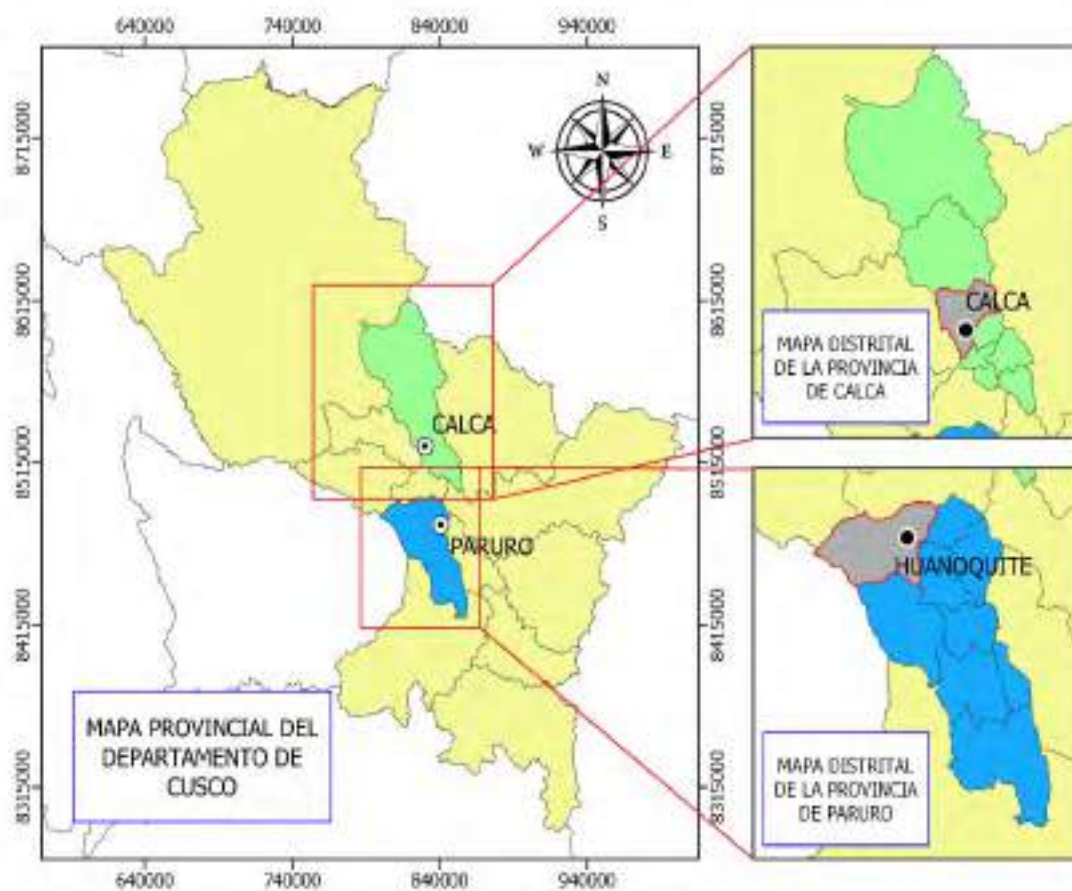 640000 740000 840000 940000
8715000
8615000
8515000
8415000
8315000
8715000
8615000
8515000
8415000
8315000
N
W E
S
CALCA
PARURO
MAPA PROVINCIAL DEL
DEPARTAMENTO DE
CUSCO
640000 740000 840000 940000
CALCA
MAPA DISTRITAL
DE LA PROVINCIA
DE CALCA
HUANOQUITE
MAPA DISTRITAL
DE LA PROVINCIA
DE PARURO